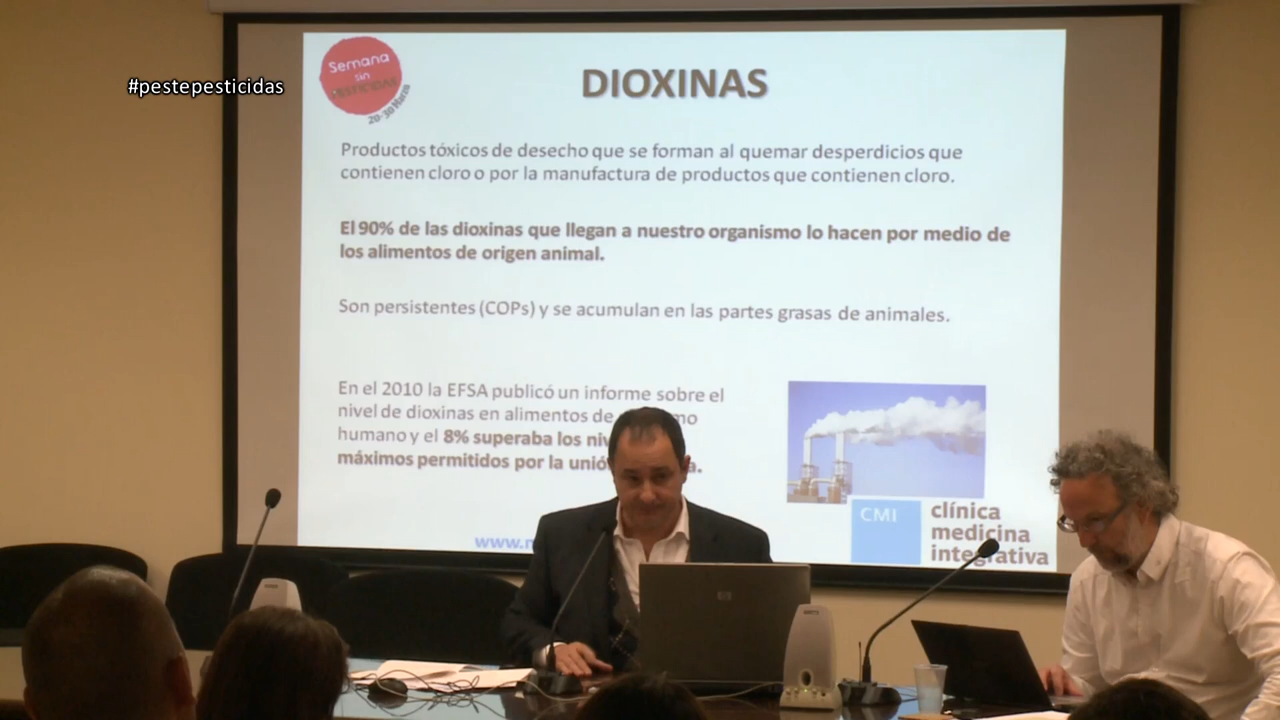 #pestepesticidas
Semana
sin
PESTICIDAS
20-30 Marzo
DIOXINAS
Productos tóxicos de desecho que se forman al quemar desperdicios que
contienen cloro o por la manufactura de productos que contienen cloro.
El 90% de las dioxinas que llegan a nuestro organismo lo hacen por medio de
los alimentos de origen animal.
Son persistentes (COPs) y se acumulan en las partes grasas de animales.
En el 2010 la EFSA publicó un informe sobre el
nivel de dioxinas en alimentos de
humano y el 8% superaba los
máximos permitidos por la
CMI
clínica
medicina
integrativa
www.
hp